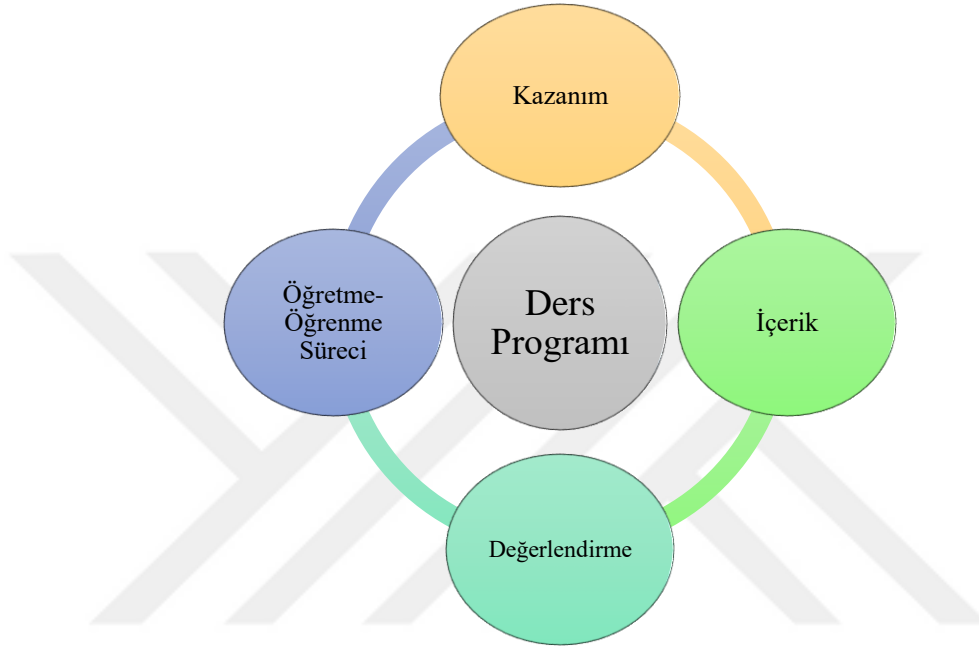 Kazanım
Öğretme-
Öğrenme
Süreci
Ders
Programı
İçerik
Değerlendirme